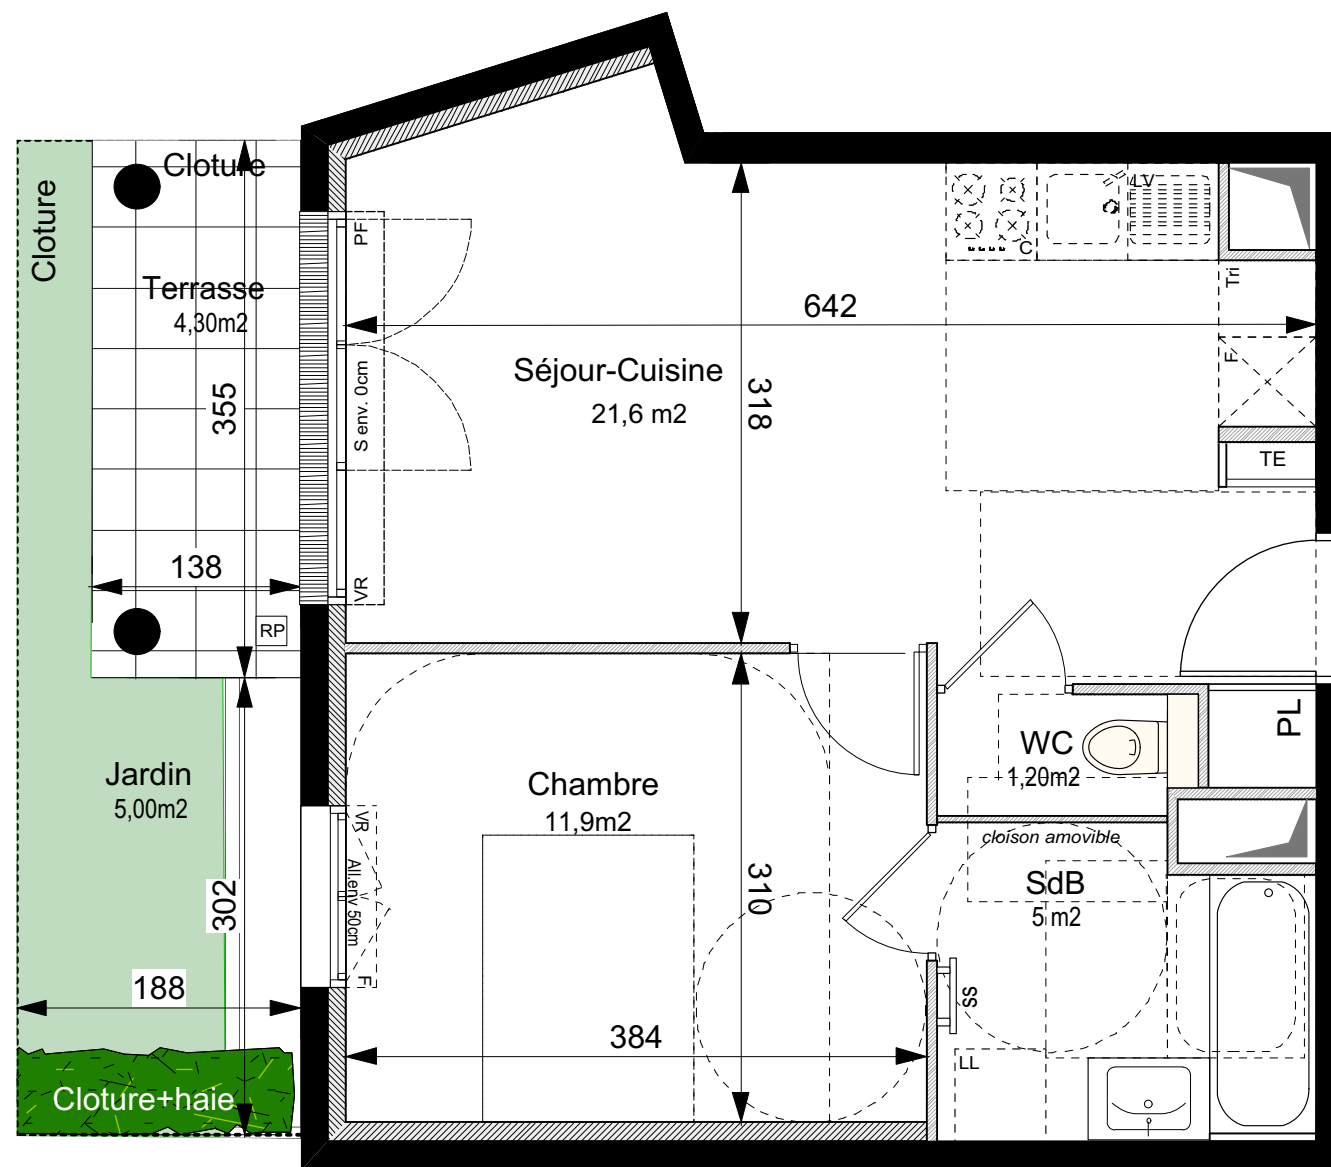 Cloture
Cloture
Terrasse
4,30m2
355
138
RP
PF
S env. 0cm
VR
642
Séjour-Cuisine
21,6 m2
318
C
LV
Tri
F
TE
Jardin
5,00m2
302
188
Cloture+haie
VR
All.env 50cm
F
Chambre
11,9m2
310
384
WC
1,20m2
PL
cloison amovible
SdB
5 m2
SS
LL